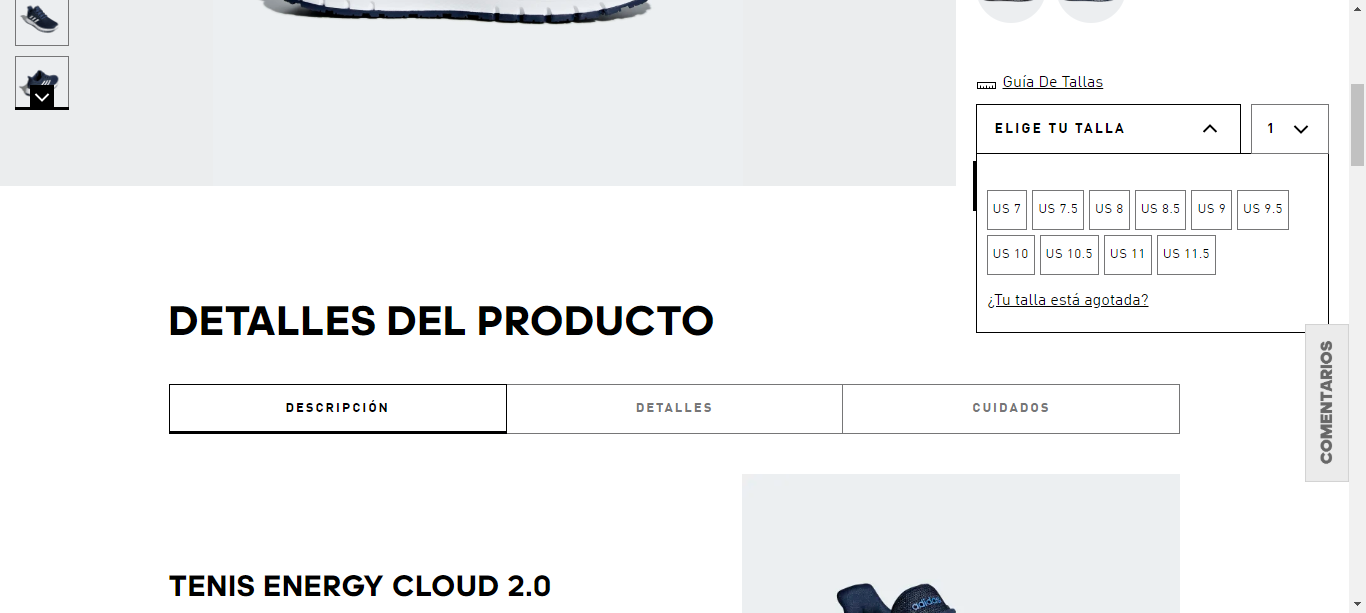 Guía De Tallas
ELIGE TU TALLA
1
US 7 US 7.5 US 8 US 8.5 US 9 US 9.5
US 10 US 10.5 US 11 US 11.5
¿Tu talla está agotada?
DETALLES DEL PRODUCTO
COMENTARIOS
DESCRIPCIÓN DETALLES CUIDADOS
TENIS ENERGY CLOUD 2.0
adidas